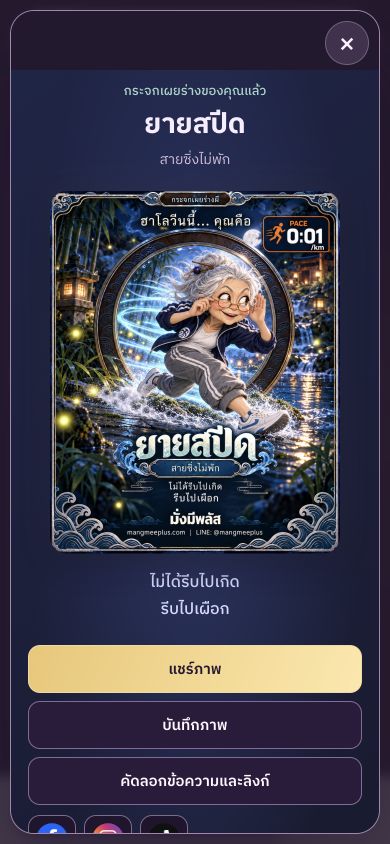 ×
กระจกเผยร่างของคุณแล้ว
ยายสปีด
สายซิ่งไม่พัก
กระจกเผยร่างผี
ฮาโลวีนนี้... คุณคือ
PACE
0:01
/km
ยายสปีด
สายซิ่งไม่พัก
ไม่ได้รีบไปเกิด
รีบไปเผือก
มั่งมีพลัส
mangmeeplus.com | LINE: @mangmeeplus
ไม่ได้รีบไปเกิด
รีบไปเผือก
แชร์ภาพ
บันทึกภาพ
คัดลอกข้อความและลิงก์